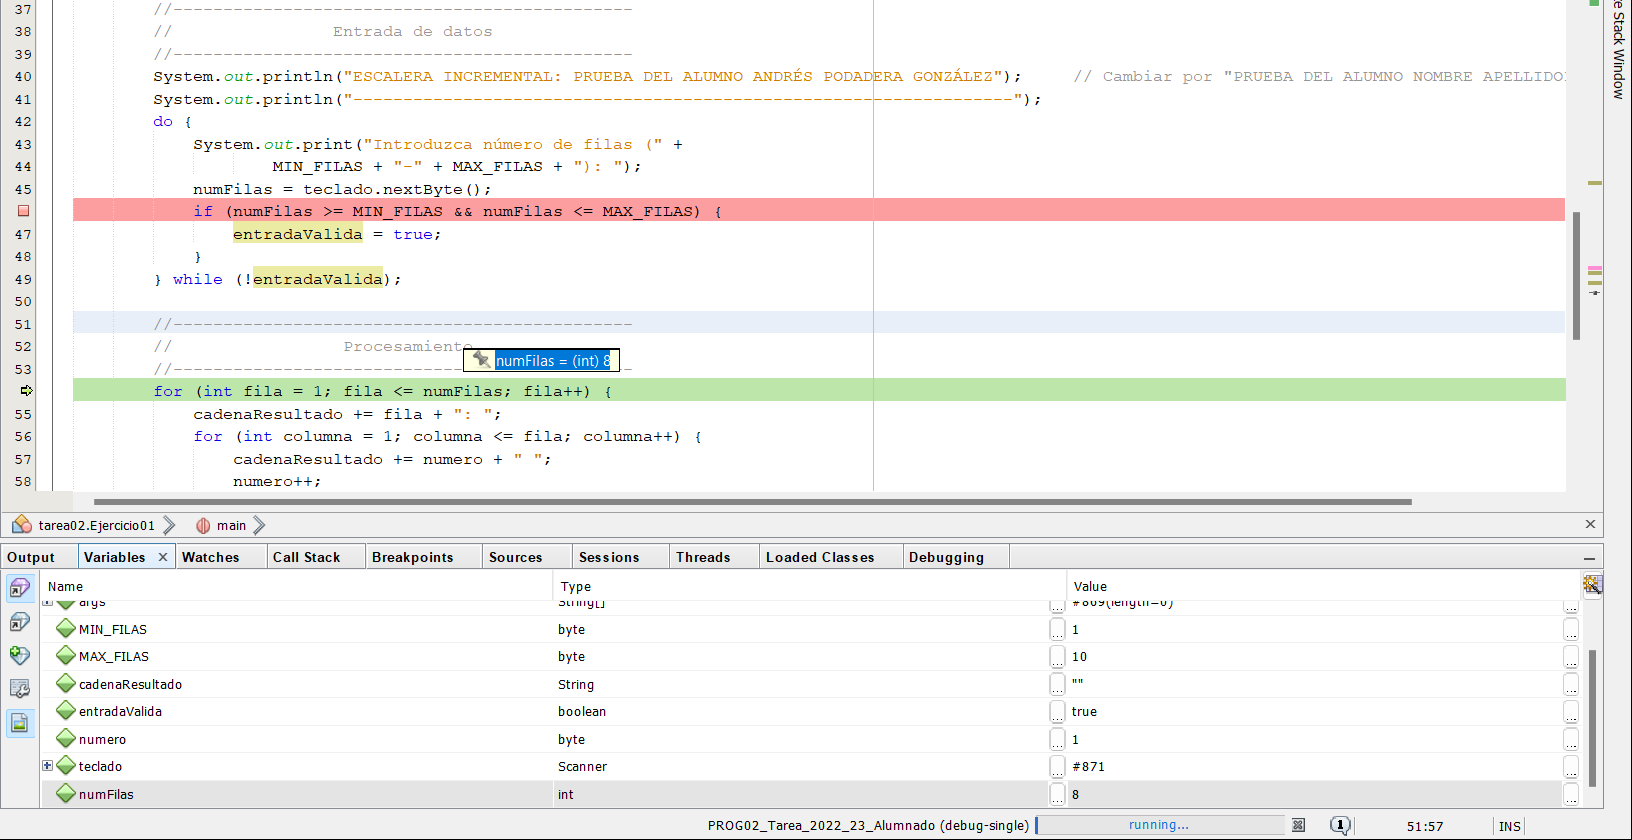 37 //----------------------------------------------
38 // Entrada de datos
39 //----------------------------------------------
40 System.out.println("ESCALERA INCREMENTAL: PRUEBA DEL ALUMNO ANDRÉS PODADERA GONZÁLEZ"); // Cambiar por "PRUEBA DEL ALUMNO NOMBRE APELLIDO
41 System.out.println("------------------------------------------------------------------");
42 do {
43 System.out.print("Introduzca número de filas (" +
44 MIN_FILAS + "-" + MAX_FILAS + "): ");
45 numFilas = teclado.nextByte();
if (numFilas >= MIN_FILAS && numFilas <= MAX_FILAS) {
47 entradaValida = true;
48 }
49 } while (!entradaValida);
50
51 //----------------------------------------------
52 // Procesamiento
numFilas = (int) 8
53 //----------------------------------------------
for (int fila = 1; fila <= numFilas; fila++) {
55 cadenaResultado += fila + ": ";
56 for (int columna = 1; columna <= fila; columna++) {
57 cadenaResultado += numero + " ";
58 numero++;
Stack Window
tarea02.Ejercicio01 main
Output Variables Watches Call Stack Breakpoints Sources Sessions Threads Loaded Classes Debugging
Name Type Value
args String[] ... #869(length=0) ...
MIN_FILAS byte ... 1 ...
MAX_FILAS byte ... 10 ...
cadenaResultado String ... "" ...
entradaValida boolean ... true ...
numero byte ... 1 ...
teclado Scanner ... #871 ...
numFilas int ... 8 ...
PROG02_Tarea_2022_23_Alumnado (debug-single) running... 1 51:57 INS